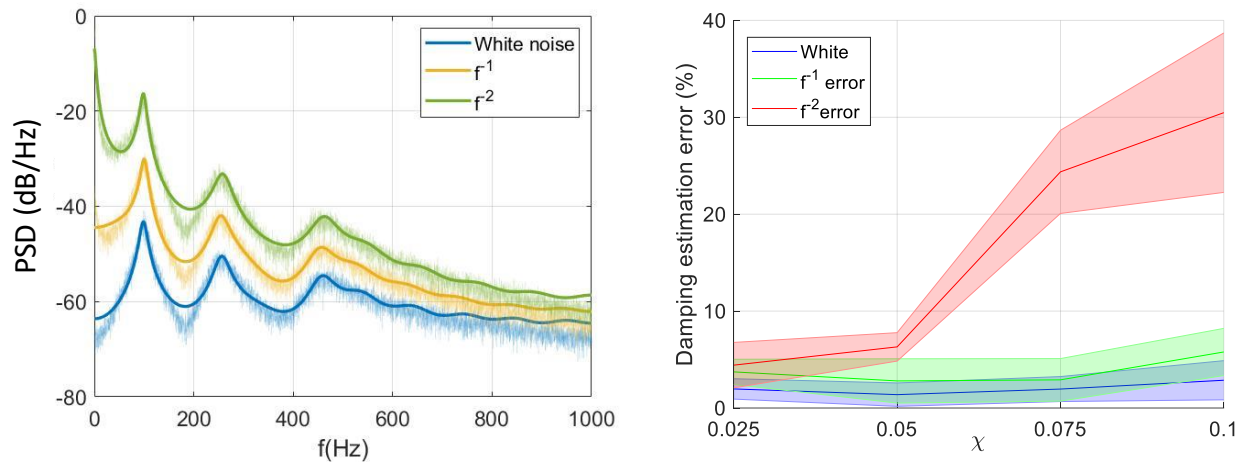 PSD (dB/Hz)
0
-20
-40
-60
-80
0
200
400
600
800
1000
f(Hz)
White noise
f⁻¹
f⁻²
Damping estimation error (%)
40
30
20
10
0
0.025
0.05
0.075
0.1
χ
White
f⁻¹ error
f⁻²error